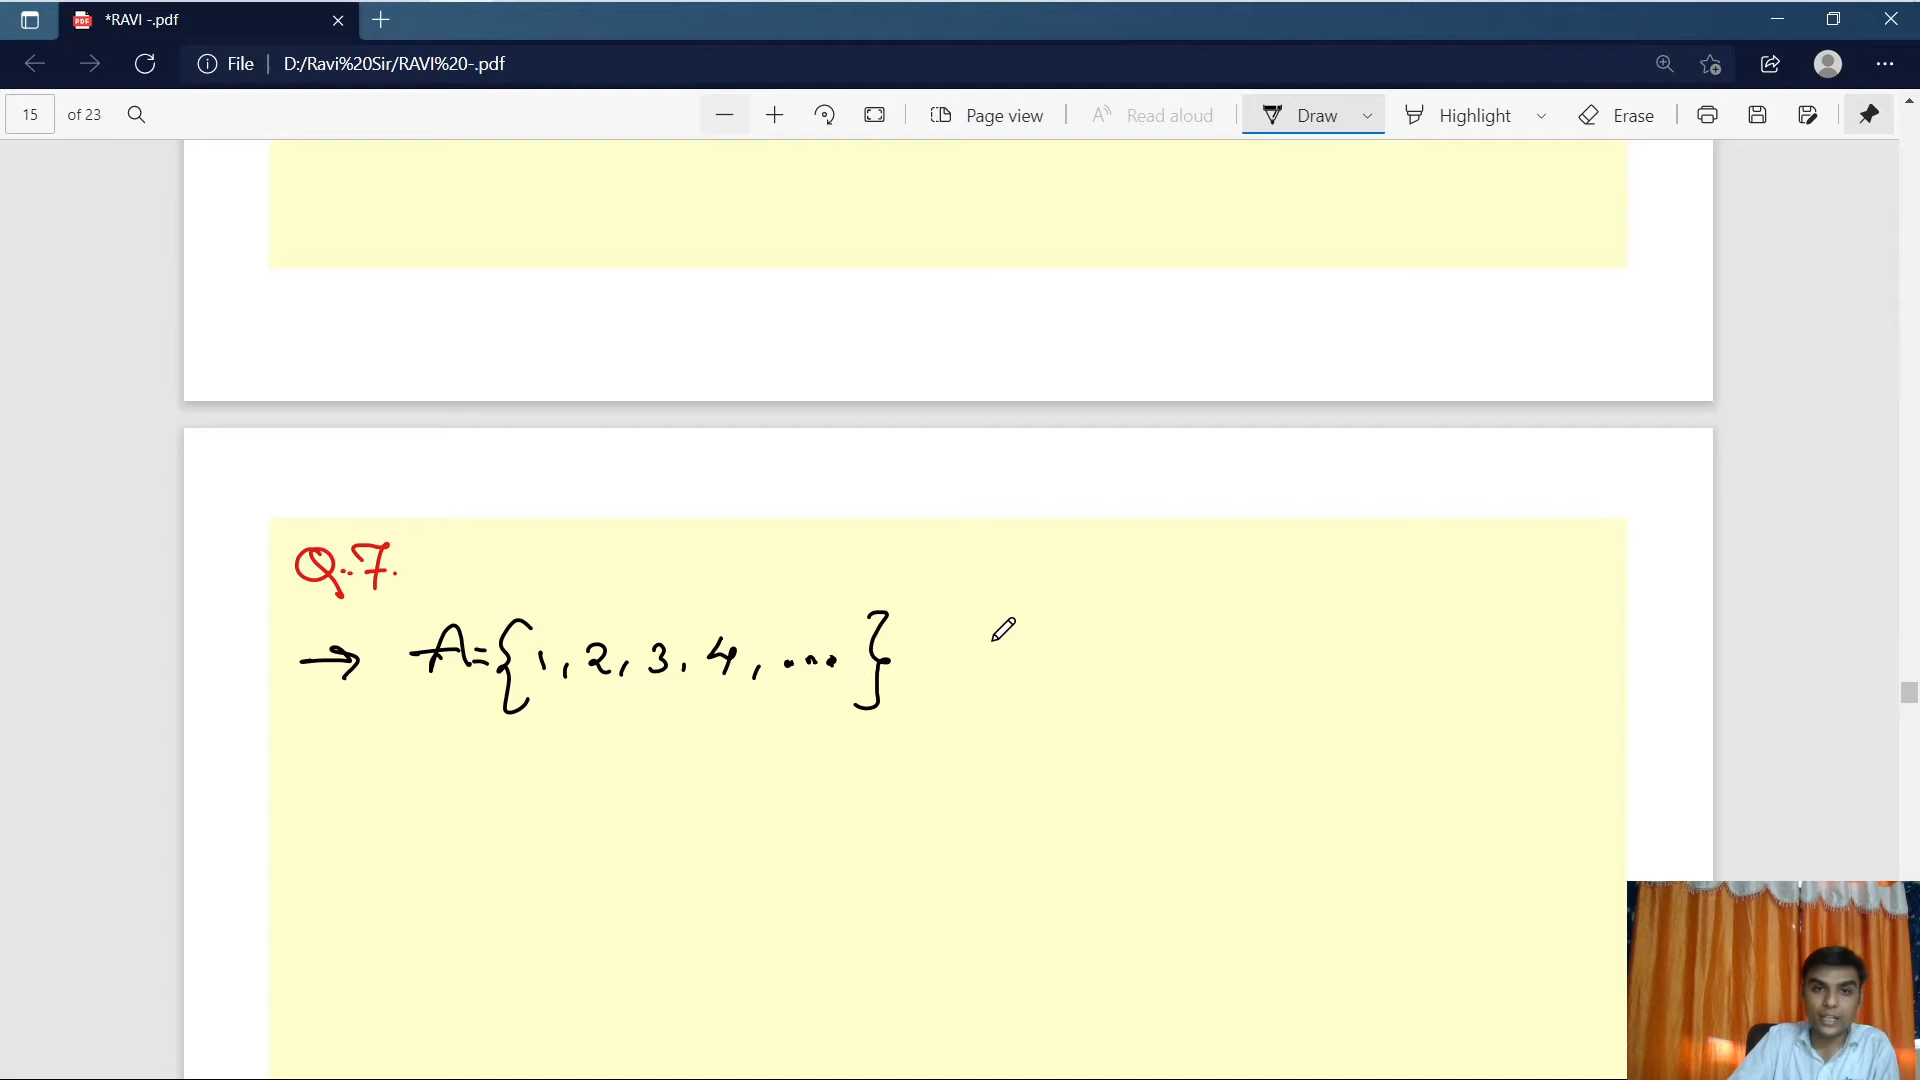 *RAVI -.pdf
File D:/Ravi%20Sir/RAVI%20-.pdf
15 of 23 Page view Read aloud Draw Highlight Erase
Q.7.
→ A={1, 2, 3, 4, ....}